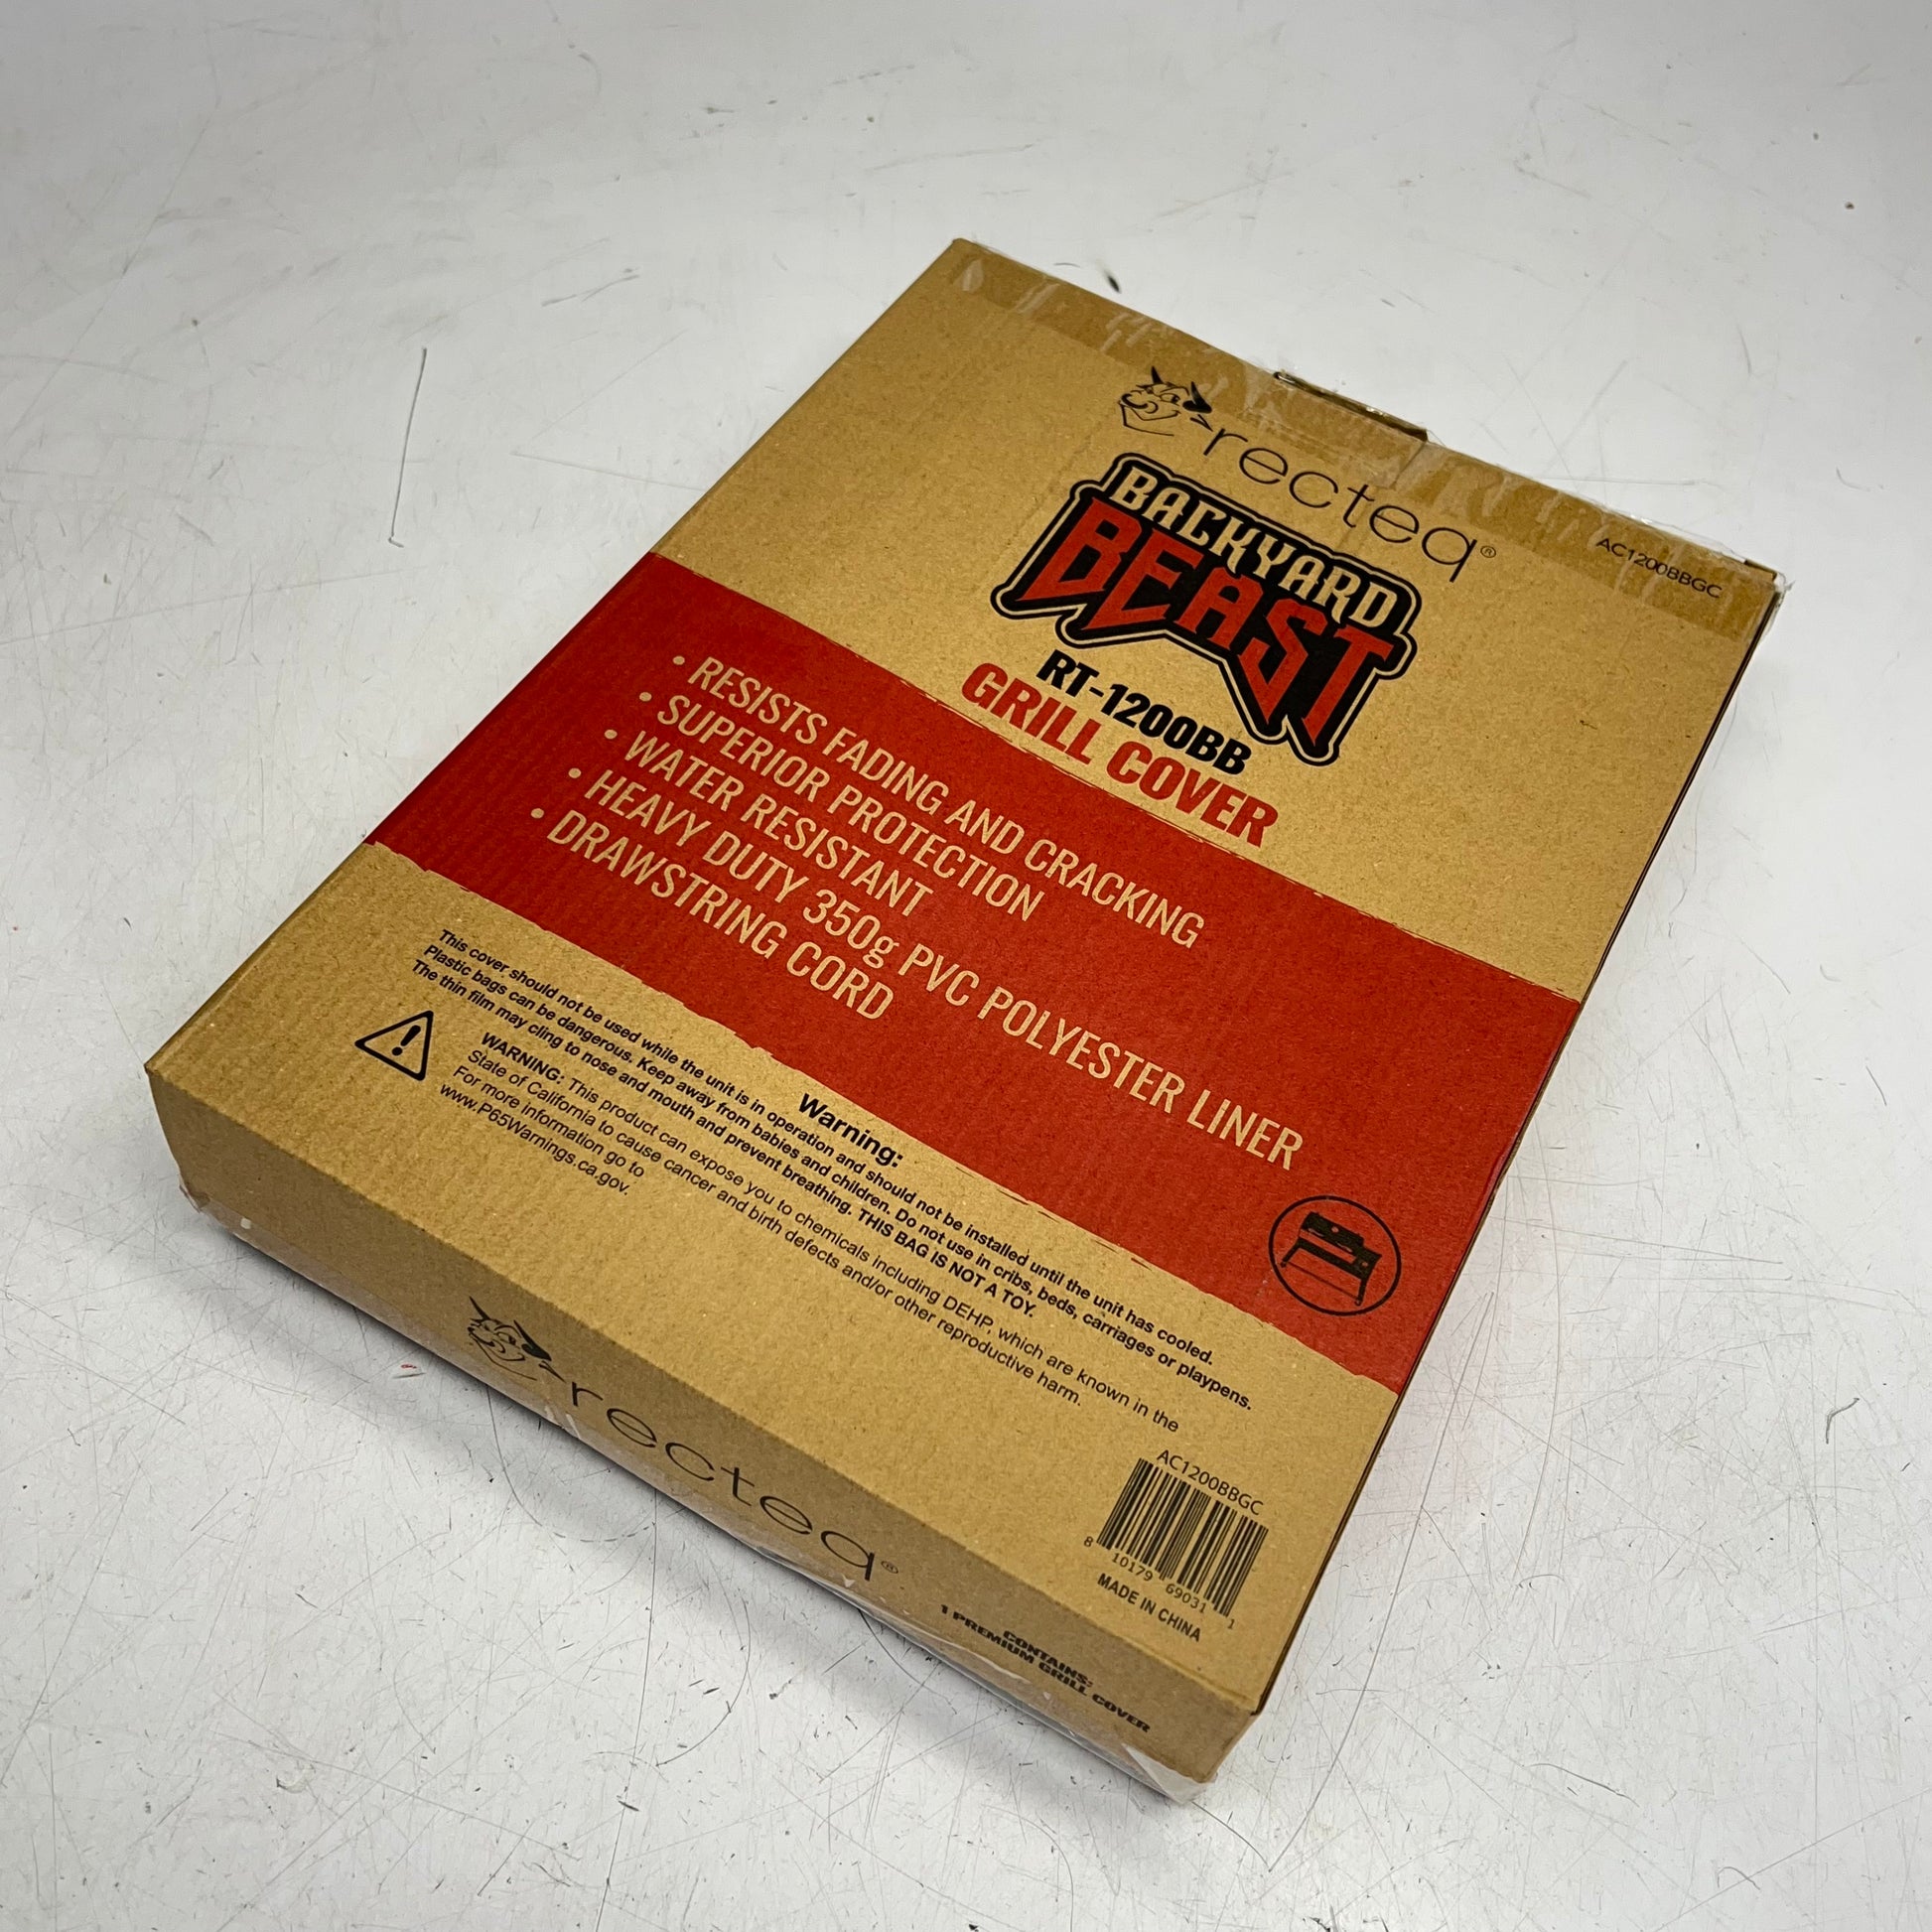 recteq®
AC1200BBGC
BACKYARD
BEAST
RT-1200BB
GRILL COVER
• RESISTS FADING AND CRACKING
• SUPERIOR PROTECTION
• WATER RESISTANT
• HEAVY DUTY 350g PVC POLYESTER LINER
• DRAWSTRING CORD
Warning:
This cover should not be used while the unit is in operation and should not be installed until the unit has cooled.
Plastic bags can be dangerous. Keep away from babies and children. Do not use in cribs, beds, carriages or playpens.
The thin film may cling to nose and mouth and prevent breathing. THIS BAG IS NOT A TOY.
WARNING: This product can expose you to chemicals including DEHP, which are known in the
State of California to cause cancer and birth defects and/or other reproductive harm.
For more information go to
www.P65Warnings.ca.gov.
AC1200BBGC
8 10179 69031 1
MADE IN CHINA
recteq®
CONTAINS:
1 PREMIUM GRILL COVER